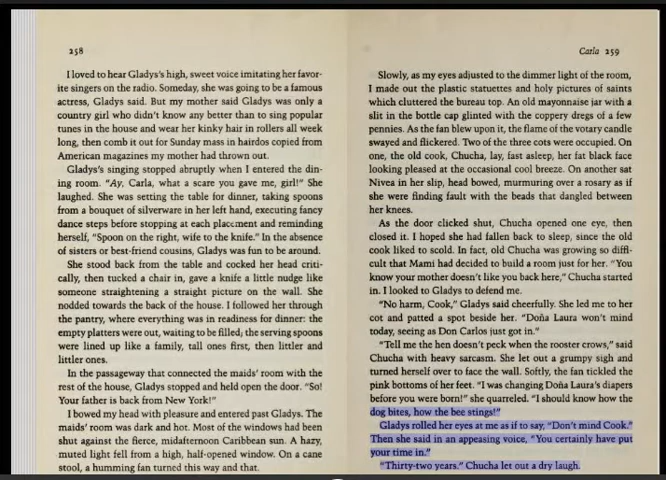 258
I loved to hear Gladys's high, sweet voice imitating her favor-
ite singers on the radio. Someday, she was going to be a famous
actress, Gladys said. But my mother said Gladys was only a
country girl who didn't know any better than to sing popular
tunes in the house and wear her kinky hair in rollers all week
long, then comb it out for Sunday mass in hairdos copied from
American magazines my mother had thrown out.
Gladys's singing stopped abruptly when I entered the din-
ing room. "Ay, Carla, what a scare you gave me, girl!" She
laughed. She was setting the table for dinner, taking spoons
from a bouquet of silverware in her left hand, executing fancy
dance steps before stopping at each placement and reminding
herself, "Spoon on the right, wife to the knife." In the absence
of sisters or best-friend cousins, Gladys was fun to be around.
She stood back from the table and cocked her head criti-
cally, then tucked a chair in, gave a knife a little nudge like
someone straightening a straight picture on the wall. She
nodded towards the back of the house. I followed her through
the pantry, where everything was in readiness for dinner: the
empty platters were out, waiting to be filled; the serving spoons
were lined up like a family, tall ones first, then littler and
littler ones.
In the passageway that connected the maids' room with the
rest of the house, Gladys stopped and held open the door. "So!
Your father is back from New York!"
I bowed my head with pleasure and entered past Gladys. The
maids' room was dark and hot. Most of the windows had been
shut against the fierce, midafternoon Caribbean sun. A hazy,
muted light fell from a high, half-opened window. On a cane
stool, a humming fan turned this way and that.
Carla 259
Slowly, as my eyes adjusted to the dimmer light of the room,
I made out the plastic statuettes and holy pictures of saints
which cluttered the bureau top. An old mayonnaise jar with a
slit in the bottle cap glinted with the coppery dregs of a few
pennies. As the fan blew upon it, the flame of the votary candle
swayed and flickered. Two of the three cots were occupied. On
one, the old cook, Chucha, lay, fast asleep, her fat black face
looking pleased at the occasional cool breeze. On another sat
Nivea in her slip, head bowed, murmuring over a rosary as if
she were finding fault with the beads that dangled between
her knees.
As the door clicked shut, Chucha opened one eye, then
closed it. I hoped she had fallen back to sleep, since the old
cook liked to scold. In fact, old Chucha was growing so diffi-
cult that Mami had decided to build a room just for her. "You
know your mother doesn't like you back here," Chucha started
in. I looked to Gladys to defend me.
"No harm, Cook," Gladys said cheerfully. She led me to her
cot and patted a spot beside her. "Doña Laura won't mind
today, seeing as Don Carlos just got in."
"Tell me the hen doesn't peck when the rooster crows," said
Chucha with heavy sarcasm. She let out a grumpy sigh and
turned herself over to face the wall. Softly, the fan tickled the
pink bottoms of her feet. "I was changing Doña Laura's diapers
before you were born!" she quarreled. "I should know how the
dog bites, how the bee stings!"
Gladys rolled her eyes at me as if to say, "Don't mind Cook."
Then she said in an appeasing voice, "You certainly have put
your time in."
"Thirty-two years." Chucha let out a dry laugh.